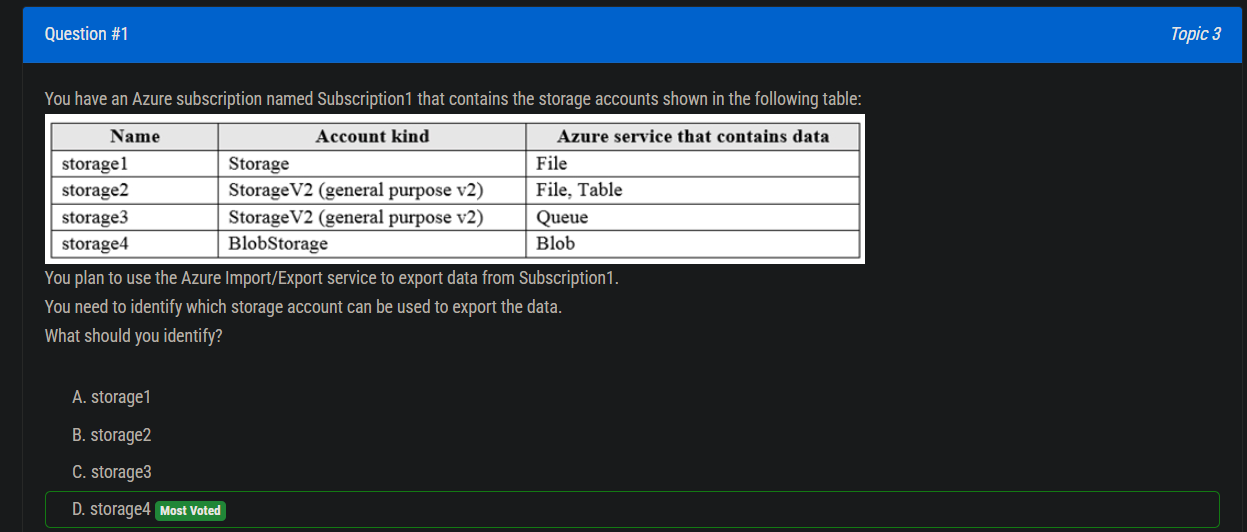 Question #1 Topic 3
You have an Azure subscription named Subscription1 that contains the storage accounts shown in the following table:
Name Account kind Azure service that contains data
storage1 Storage File
storage2 StorageV2 (general purpose v2) File, Table
storage3 StorageV2 (general purpose v2) Queue
storage4 BlobStorage Blob
You plan to use the Azure Import/Export service to export data from Subscription1.
You need to identify which storage account can be used to export the data.
What should you identify?
A. storage1
B. storage2
C. storage3
D. storage4 Most Voted